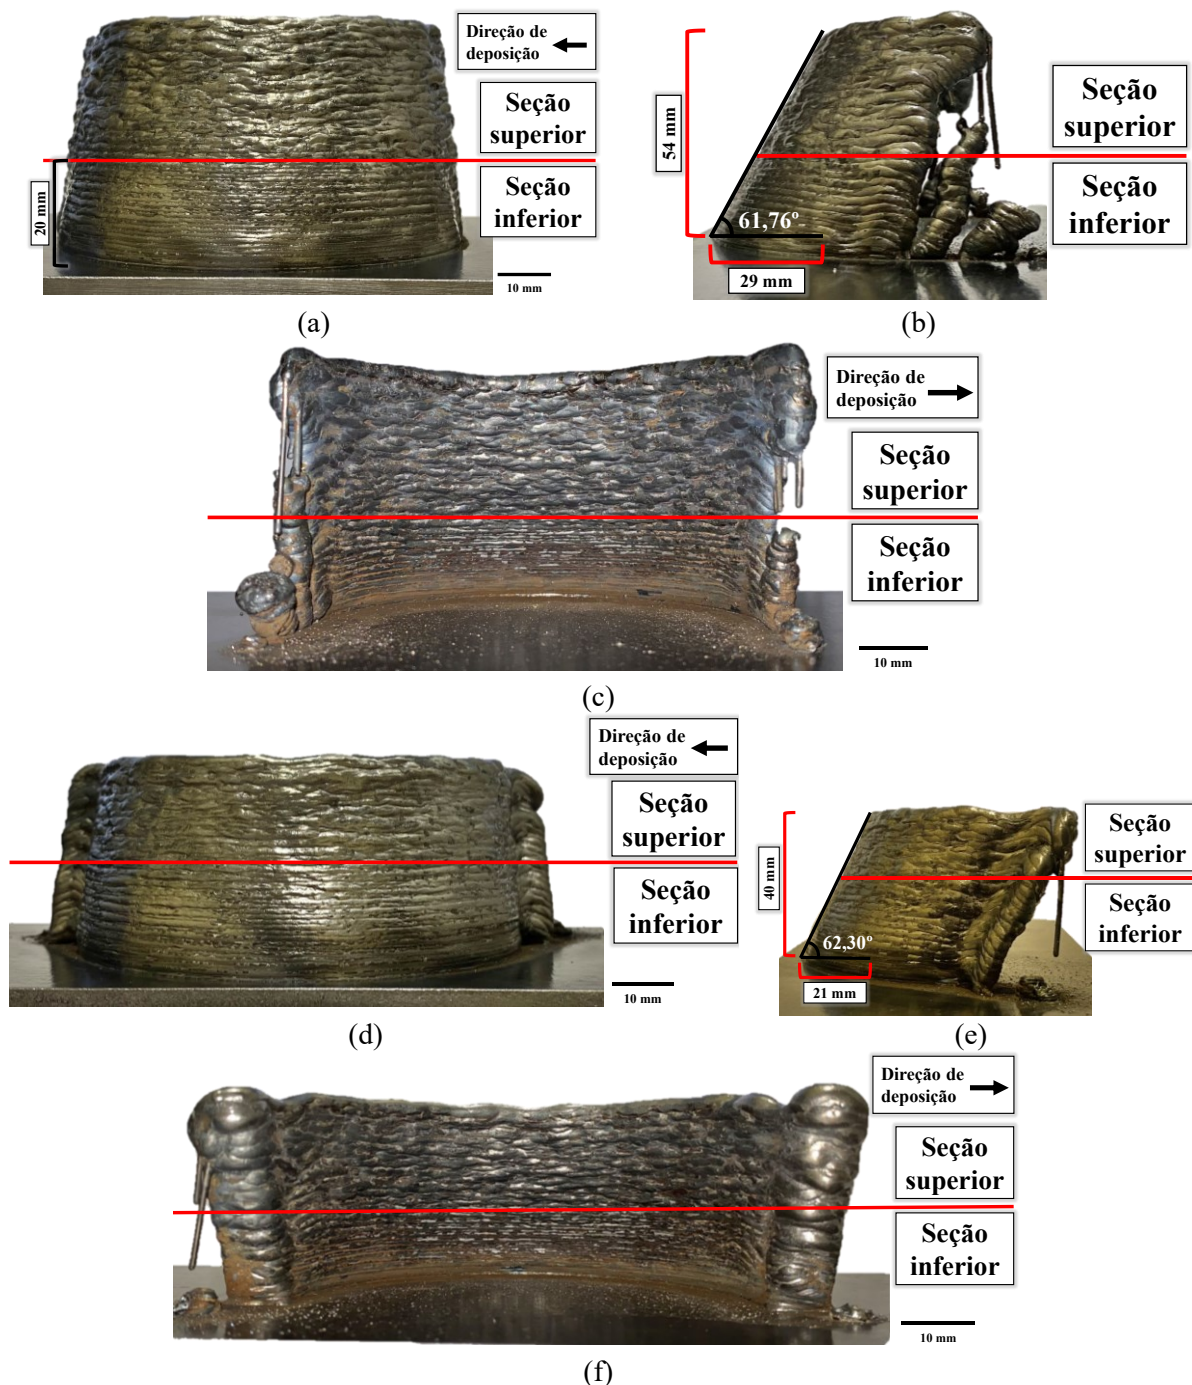 Direção de
deposição
Seção
superior
Seção
inferior
20 mm
10 mm
(a)
54 mm
61,76º
29 mm
Seção
superior
Seção
inferior
(b)
Direção de
deposição
Seção
superior
Seção
inferior
10 mm
(c)
Direção de
deposição
Seção
superior
Seção
inferior
10 mm
(d)
40 mm
62,30º
21 mm
Seção
superior
Seção
inferior
(e)
Direção de
deposição
Seção
superior
Seção
inferior
10 mm
(f)